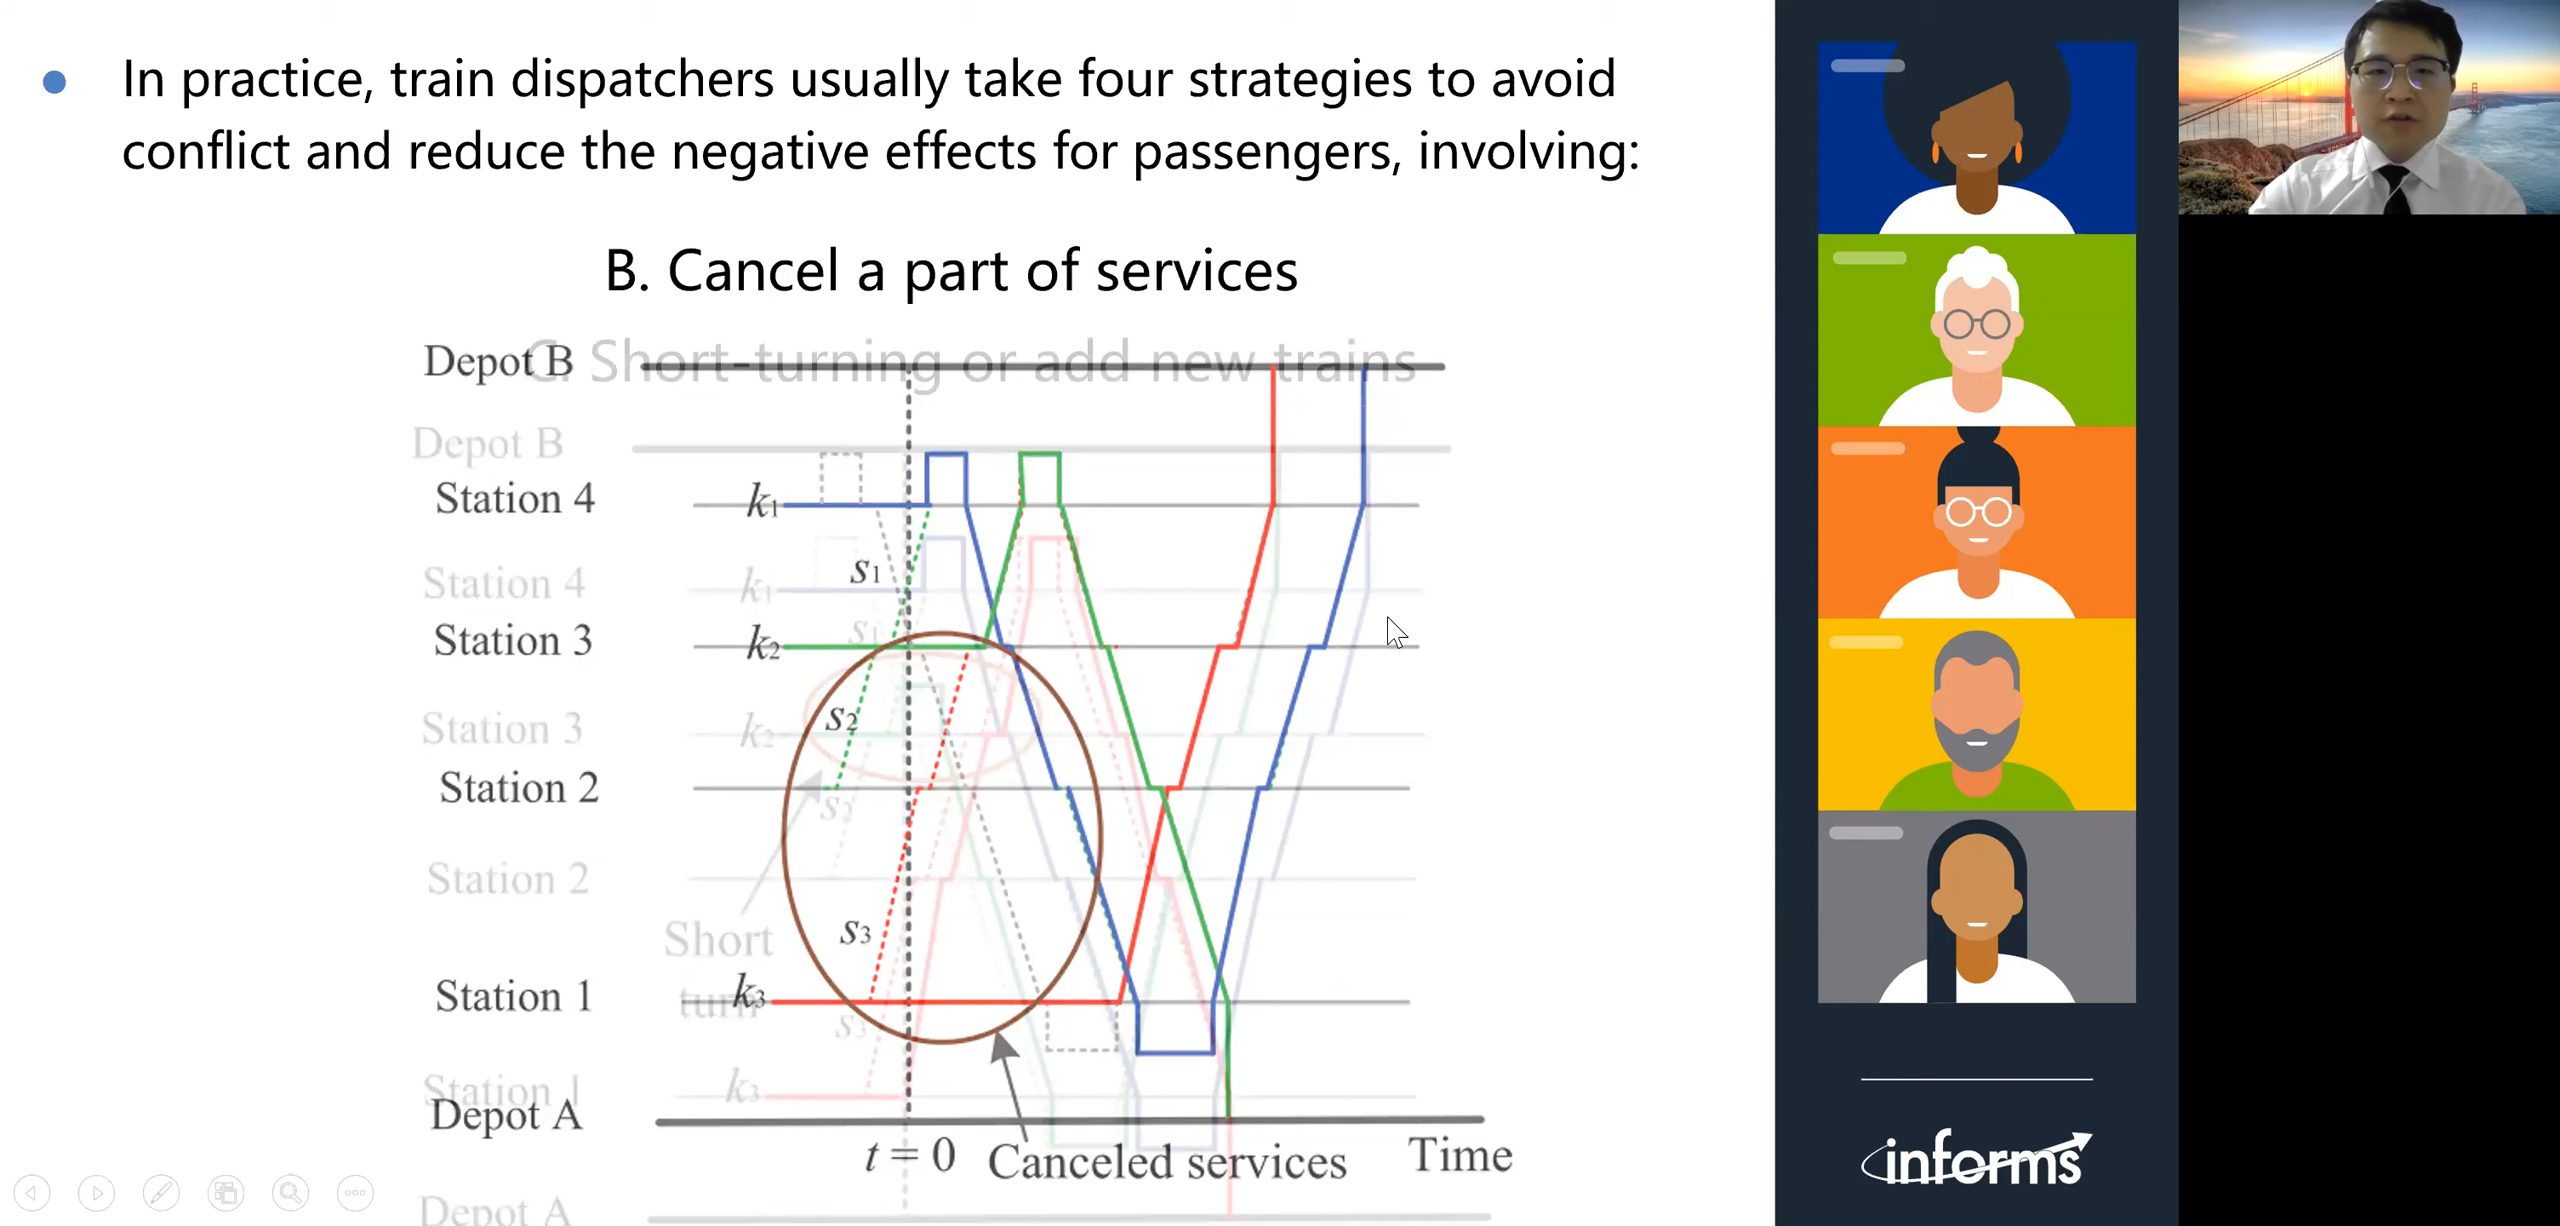 In practice, train dispatchers usually take four strategies to avoid
conflict and reduce the negative effects for passengers, involving:
B. Cancel a part of services
C. Short-turning or add new trains
Depot B
Depot B
Station 4
k1
s1
Station 4
k1
s1
Station 3
k2
s2
Station 3
k2
Station 2
s2
Station 2
s3
Short
turn
Station 1
k3
s3
Station 1
k3
Depot A
t = 0
Canceled services
Time
Depot A
informs